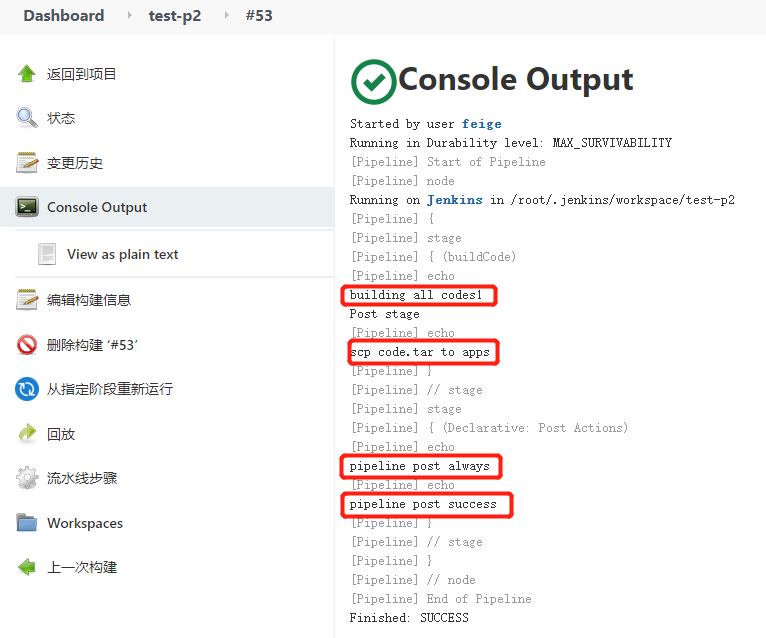 Dashboard test-p2 #53
返回到项目
状态
变更历史
Console Output
View as plain text
编辑构建信息
删除构建 ‘#53’
从指定阶段重新运行
回放
流水线步骤
Workspaces
上一次构建
Console Output
Started by user feige
Running in Durability level: MAX_SURVIVABILITY
[Pipeline] Start of Pipeline
[Pipeline] node
Running on Jenkins in /root/.jenkins/workspace/test-p2
[Pipeline] {
[Pipeline] stage
[Pipeline] { (buildCode)
[Pipeline] echo
building all codes1
Post stage
[Pipeline] echo
scp code.tar to apps
[Pipeline] }
[Pipeline] // stage
[Pipeline] stage
[Pipeline] { (Declarative: Post Actions)
[Pipeline] echo
pipeline post always
[Pipeline] echo
pipeline post success
[Pipeline] }
[Pipeline] // stage
[Pipeline] }
[Pipeline] // node
[Pipeline] End of Pipeline
Finished: SUCCESS